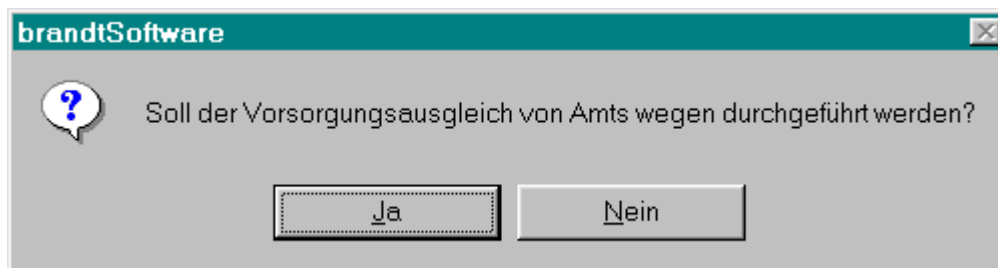 brandtSoftware
Soll der Vorsorgungsausgleich von Amts wegen durchgeführt werden?
Ja
Nein